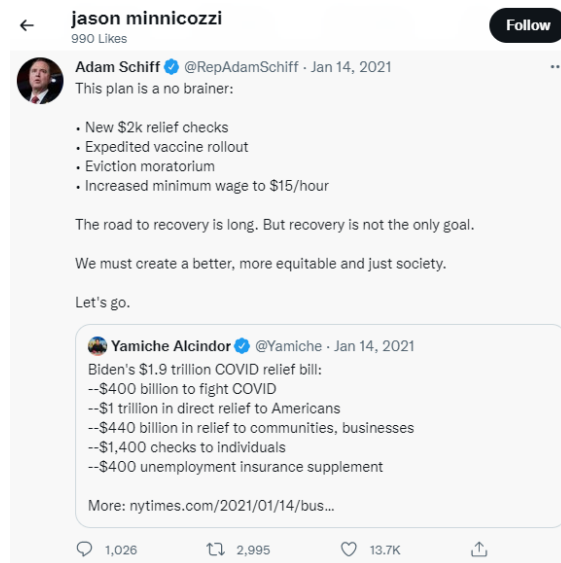 jason minnicozzi
990 Likes
Follow
Adam Schiff @RepAdamSchiff · Jan 14, 2021
This plan is a no brainer:
• New $2k relief checks
• Expedited vaccine rollout
• Eviction moratorium
• Increased minimum wage to $15/hour
The road to recovery is long. But recovery is not the only goal.
We must create a better, more equitable and just society.
Let's go.
Yamiche Alcindor @Yamiche · Jan 14, 2021
Biden's $1.9 trillion COVID relief bill:
--$400 billion to fight COVID
--$1 trillion in direct relief to Americans
--$440 billion in relief to communities, businesses
--$1,400 checks to individuals
--$400 unemployment insurance supplement
More: nytimes.com/2021/01/14/bus...
1,026 2,995 13.7K